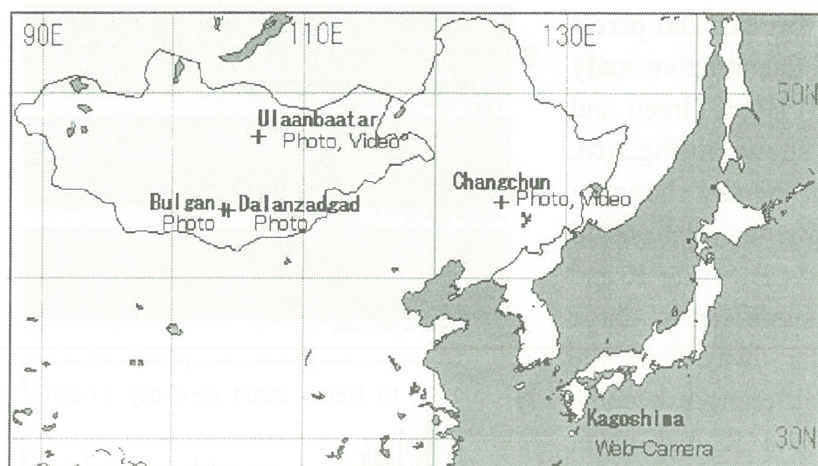 90E 110E 130E
50N
Ulaanbaatar
Photo, Video
Changchun
Photo, Video
Bulgan Dalanzadgad
Photo Photo
Kagoshima
Web-Camera
30N